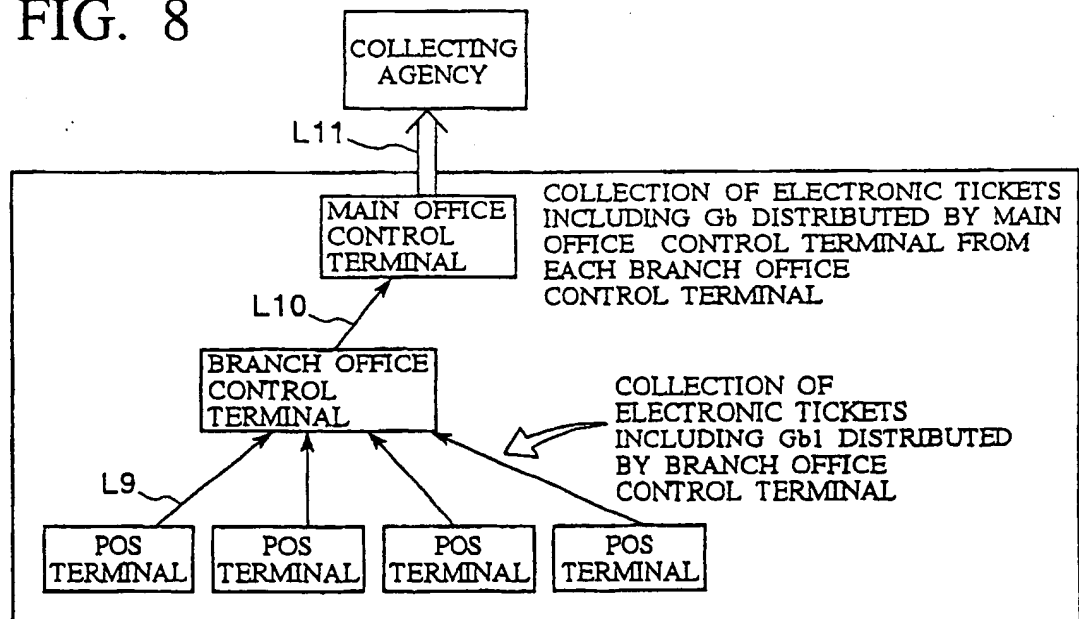 FIG. 8
COLLECTING
AGENCY
L11
MAIN OFFICE
CONTROL
TERMINAL
COLLECTION OF ELECTRONIC TICKETS
INCLUDING Gb DISTRIBUTED BY MAIN
OFFICE CONTROL TERMINAL FROM
EACH BRANCH OFFICE
CONTROL TERMINAL
L10
BRANCH OFFICE
CONTROL
TERMINAL
COLLECTION OF
ELECTRONIC TICKETS
INCLUDING Gb1 DISTRIBUTED
BY BRANCH OFFICE
CONTROL TERMINAL
L9
POS
TERMINAL
POS
TERMINAL
POS
TERMINAL
POS
TERMINAL